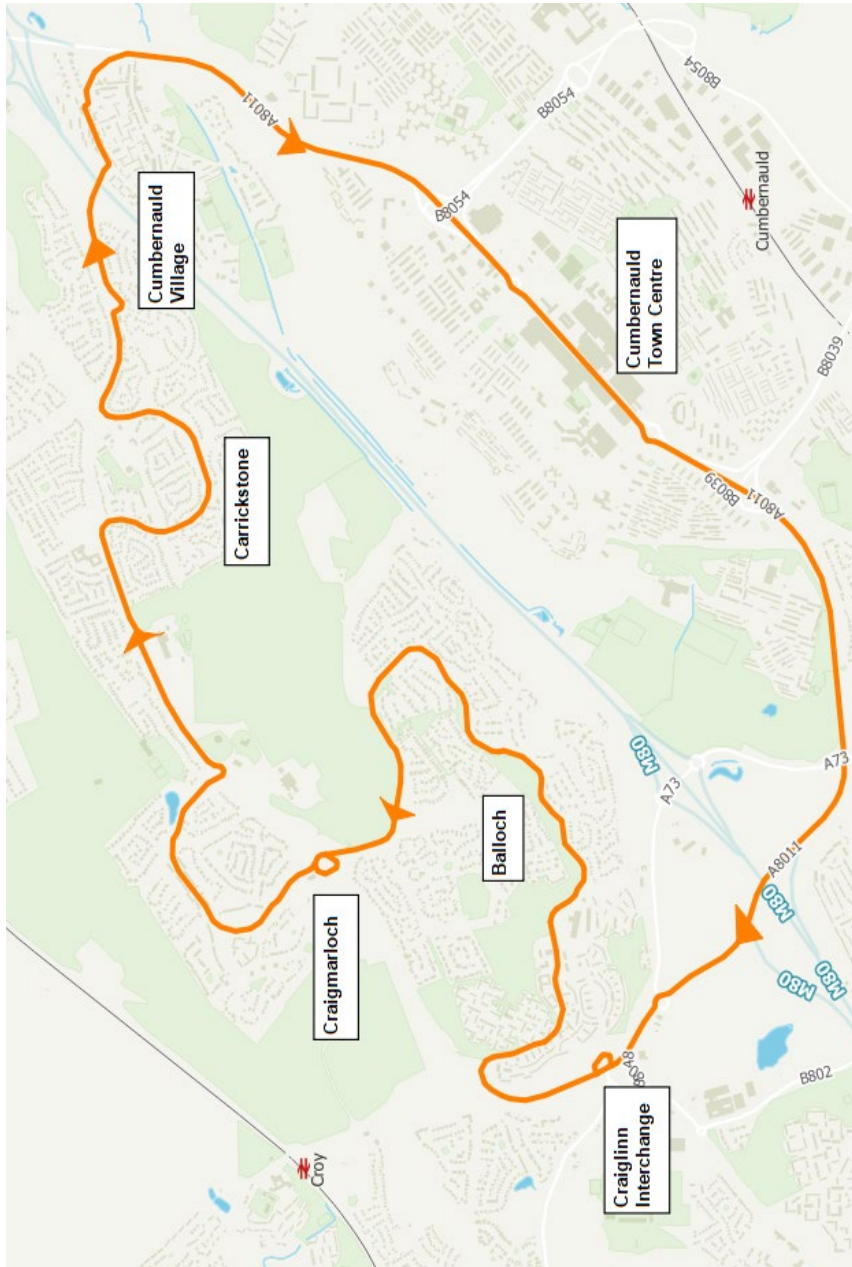 Cumbernauld
Village
Carrickstone
A8011
Croy
Craigmarloch
B8054
Balloch
B8054
Craiglinn
Interchange
M80
Cumbernauld
Town Centre
A73
B8054
B8039
Cumbernauld
A8011
A8011
M80
M80
B802
M80
B8039
A73